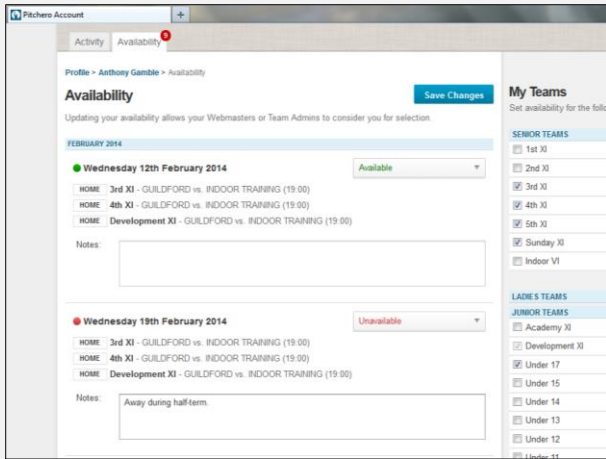 Pitchero Account
+
Activity
Availability
9
Profile > Anthony Gamble > Availability
Availability
Save Changes
Updating your availability allows your Webmasters or Team Admins to consider you for selection.
FEBRUARY 2014
Wednesday 12th February 2014
Available
HOME 3rd XI - GUILDFORD vs. INDOOR TRAINING (19:00)
HOME 4th XI - GUILDFORD vs. INDOOR TRAINING (19:00)
HOME Development XI - GUILDFORD vs. INDOOR TRAINING (19:00)
Notes:
Wednesday 19th February 2014
Unavailable
HOME 3rd XI - GUILDFORD vs. INDOOR TRAINING (19:00)
HOME 4th XI - GUILDFORD vs. INDOOR TRAINING (19:00)
HOME Development XI - GUILDFORD vs. INDOOR TRAINING (19:00)
Notes:
Away during half-term.
My Teams
Set availability for the follo
SENIOR TEAMS
1st XI
2nd XI
3rd XI
4th XI
5th XI
Sunday XI
Indoor VI
LADIES TEAMS
JUNIOR TEAMS
Academy XI
Development XI
Under 17
Under 15
Under 14
Under 13
Under 12
Under 11